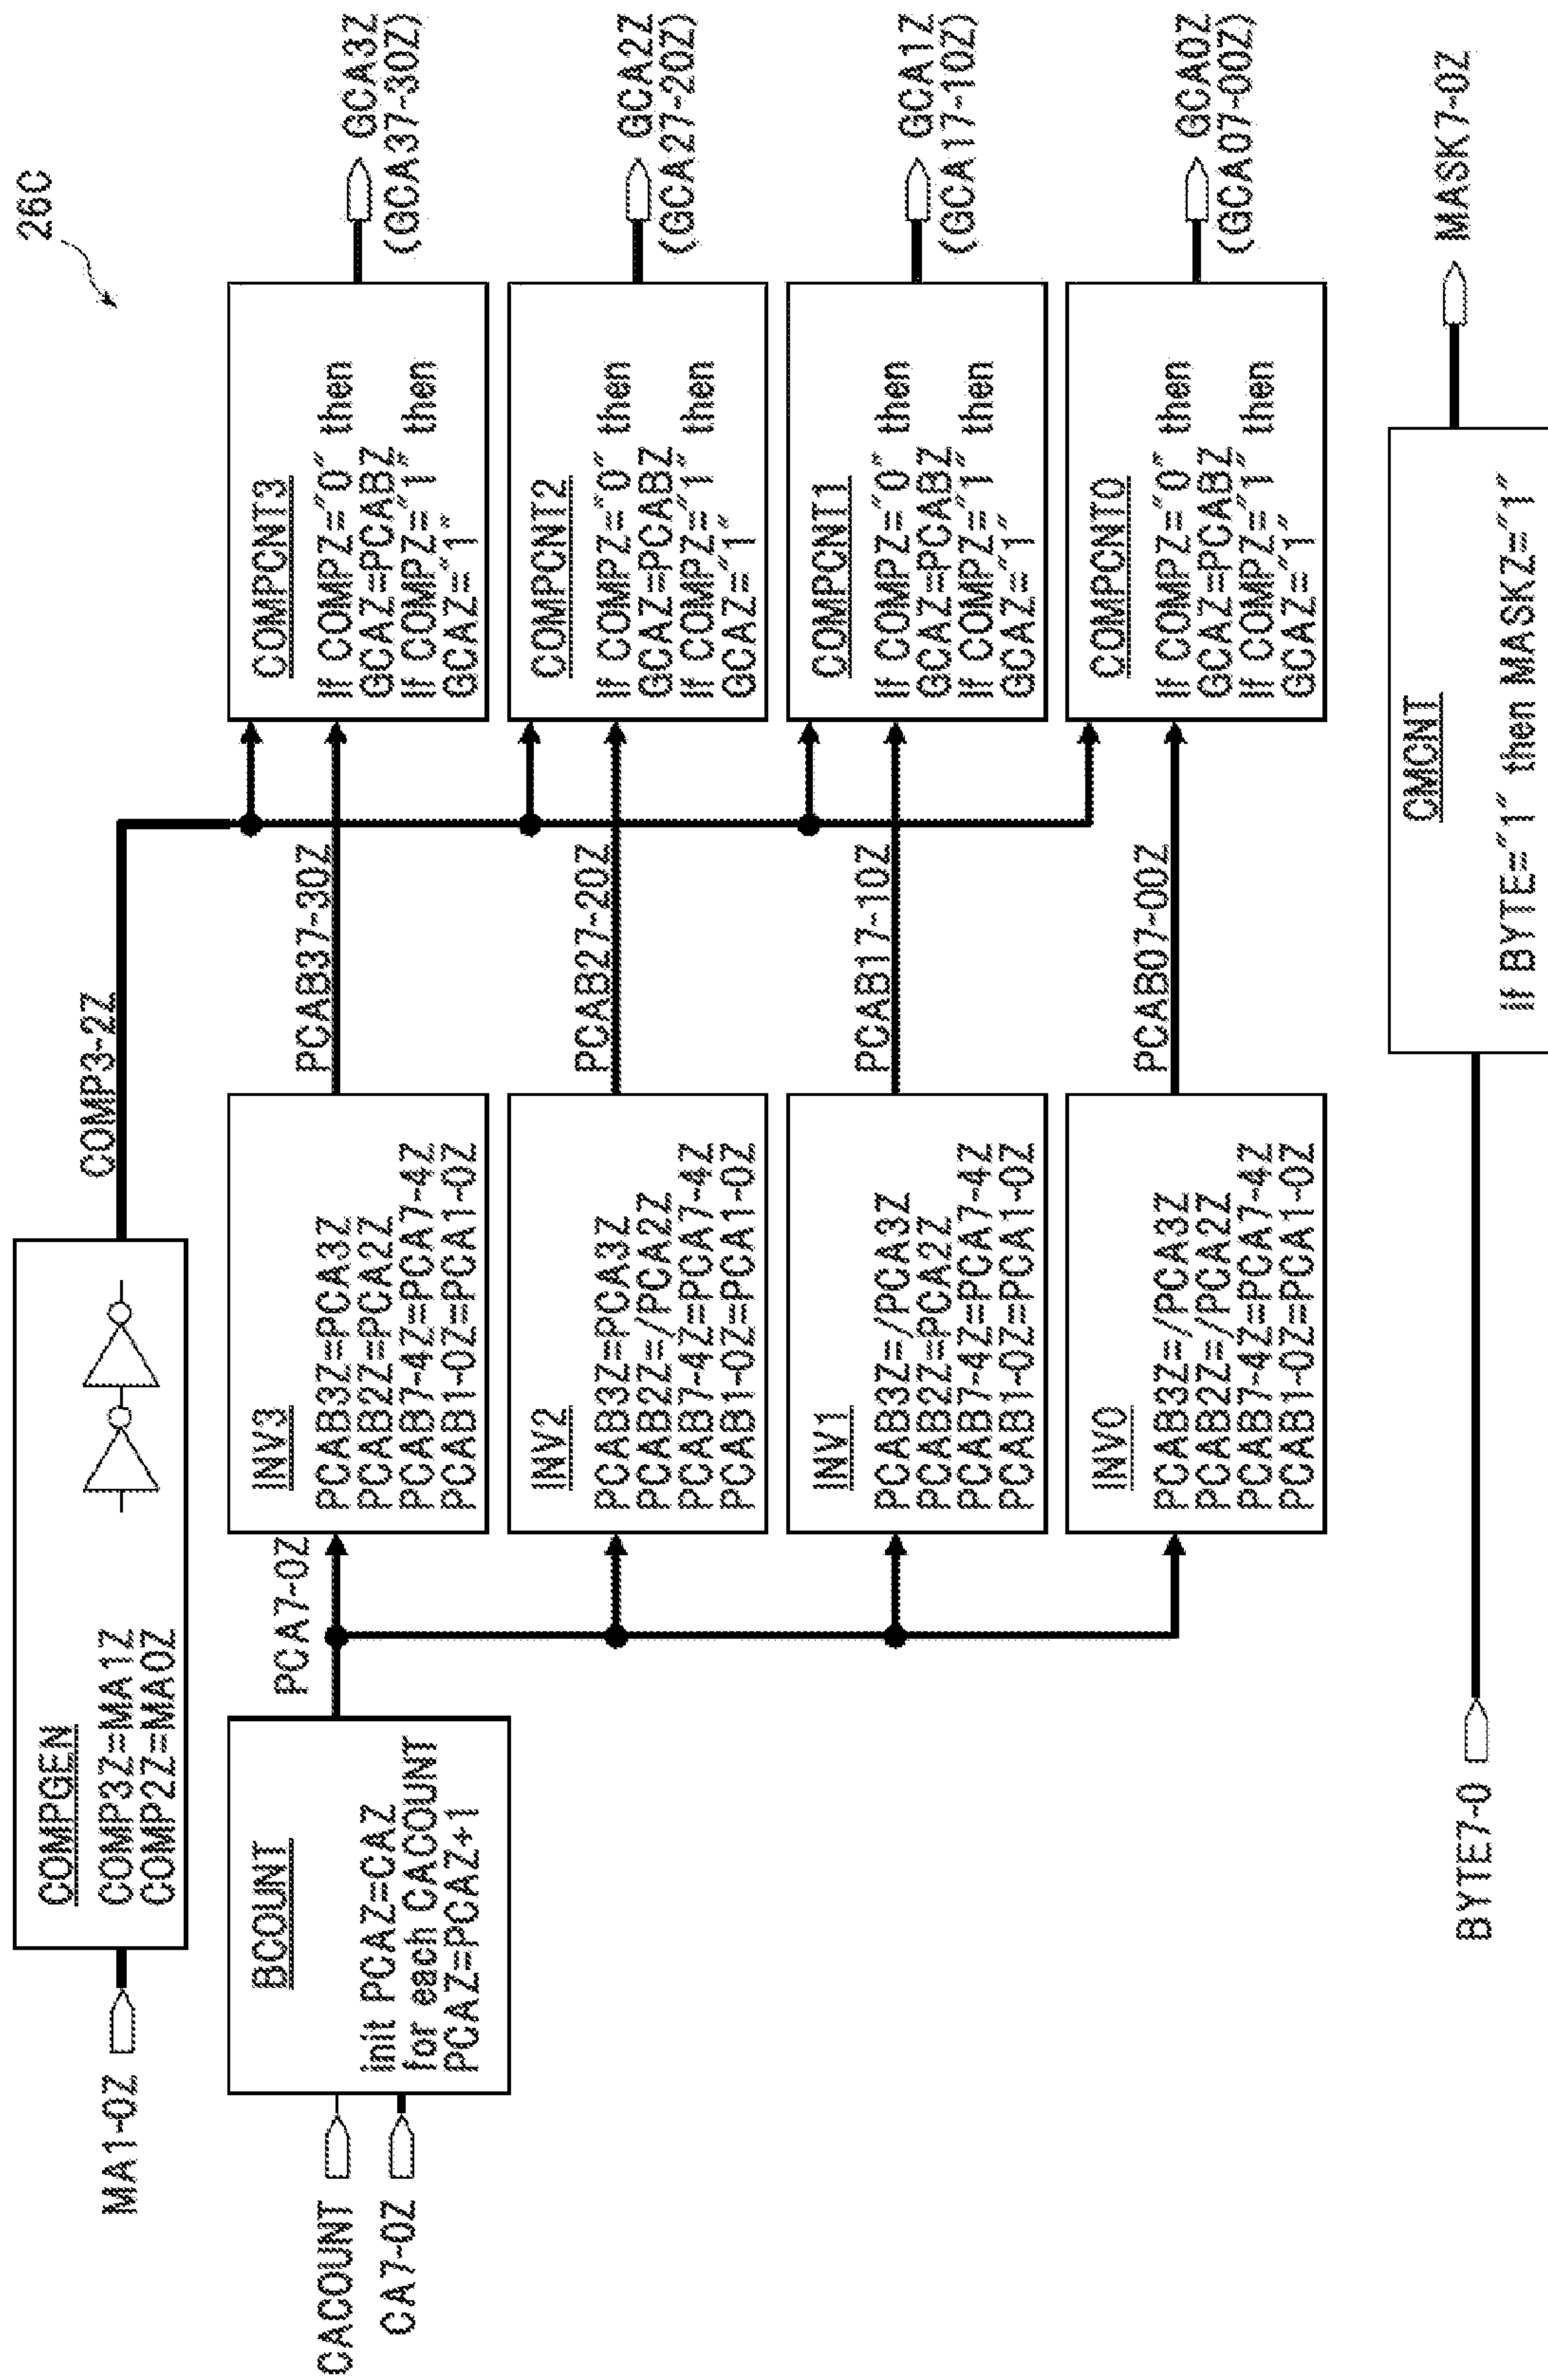 26C
MA1-0Z
COMPGEN
COMP3Z=MA1Z
COMP2Z=MA0Z
COMP3-2Z
CACOUNT
CA7-0Z
BCOUNT
init PCAZ=CAZ
for each CACOUNT
PCAZ=PCAZ+1
PCA7-0Z
INV3
PCAB3Z=PCA3Z
PCAB2Z=PCA2Z
PCAB7-4Z=PCA7-4Z
PCAB1-0Z=PCA1-0Z
PCAB37-30Z
COMPCNT3
If COMPZ="0" then
GCAZ=PCABZ
If COMPZ="1" then
GCAZ="1"
GCA3Z
(GCA37-30Z)
INV2
PCAB3Z=PCA3Z
PCAB2Z=/PCA2Z
PCAB7-4Z=PCA7-4Z
PCAB1-0Z=PCA1-0Z
PCAB27-20Z
COMPCNT2
If COMPZ="0" then
GCAZ=PCABZ
If COMPZ="1" then
GCAZ="1"
GCA2Z
(GCA27-20Z)
INV1
PCAB3Z=/PCA3Z
PCAB2Z=PCA2Z
PCAB7-4Z=PCA7-4Z
PCAB1-0Z=PCA1-0Z
PCAB17-10Z
COMPCNT1
If COMPZ="0" then
GCAZ=PCABZ
If COMPZ="1" then
GCAZ="1"
GCA1Z
(GCA17-10Z)
INV0
PCAB3Z=/PCA3Z
PCAB2Z=/PCA2Z
PCAB7-4Z=PCA7-4Z
PCAB1-0Z=PCA1-0Z
PCAB07-00Z
COMPCNT0
If COMPZ="0" then
GCAZ=PCABZ
If COMPZ="1" then
GCAZ="1"
GCA0Z
(GCA07-00Z)
BYTE7-0
CMCNT
If BYTE="1" then MASKZ="1"
MASK7-0Z